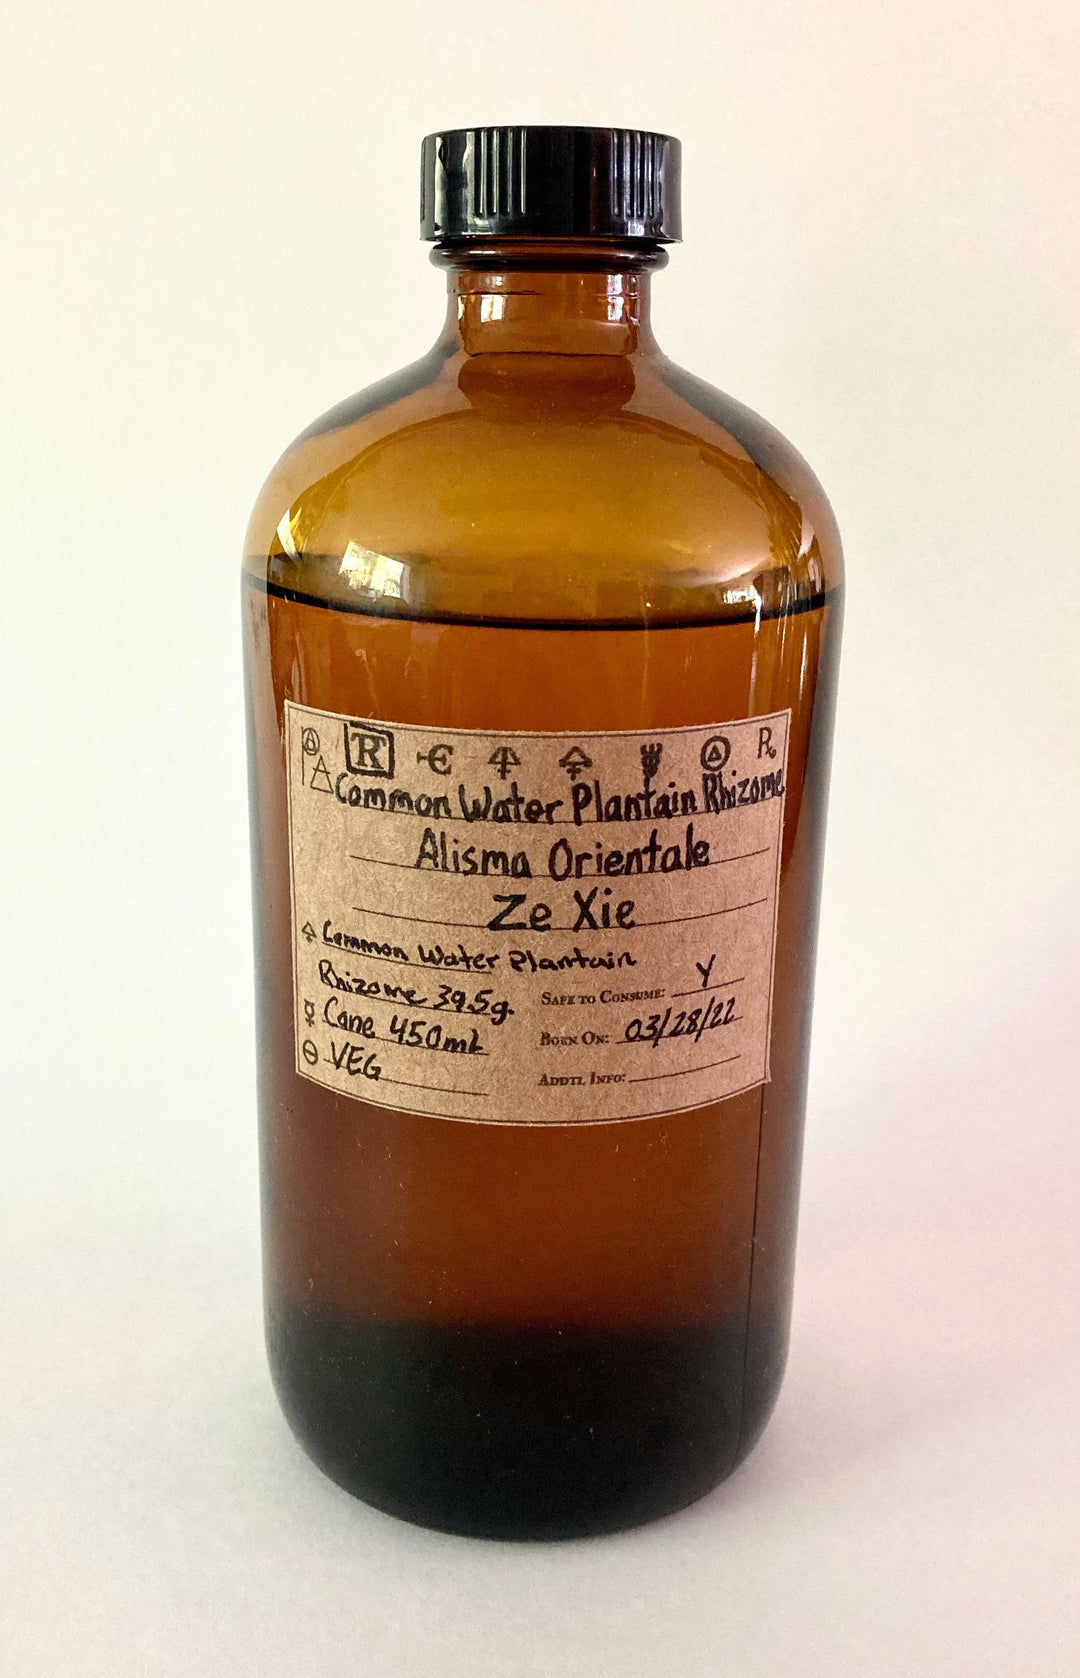 R
Common Water Plantain Rhizome
Alisma Orientale
Ze Xie
Common Water Plantain
Rhizome 39.5g.
Cane 450mL
VEG
Safe to Consume: Y
Born On: 03/28/22
Addtl Info: